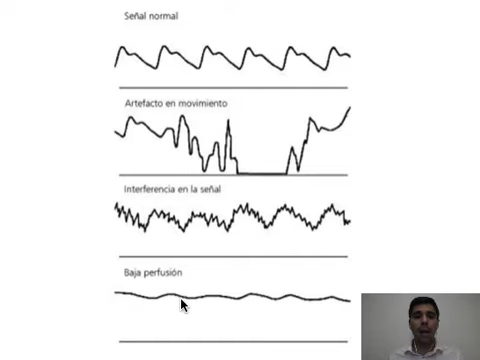 Señal normal
Artefacto en movimiento
Interferencia en la señal
Baja perfusión